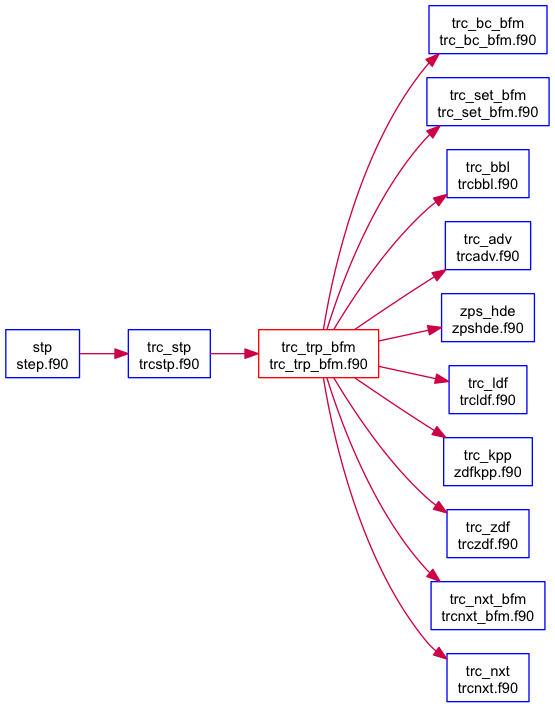 stp
step.f90
trc_stp
trcstp.f90
trc_trp_bfm
trc_trp_bfm.f90
trc_bc_bfm
trc_bc_bfm.f90
trc_set_bfm
trc_set_bfm.f90
trc_bbl
trcbbl.f90
trc_adv
trcadv.f90
zps_hde
zpshde.f90
trc_ldf
trcldf.f90
trc_kpp
zdfkpp.f90
trc_zdf
trczdf.f90
trc_nxt_bfm
trcnxt_bfm.f90
trc_nxt
trcnxt.f90